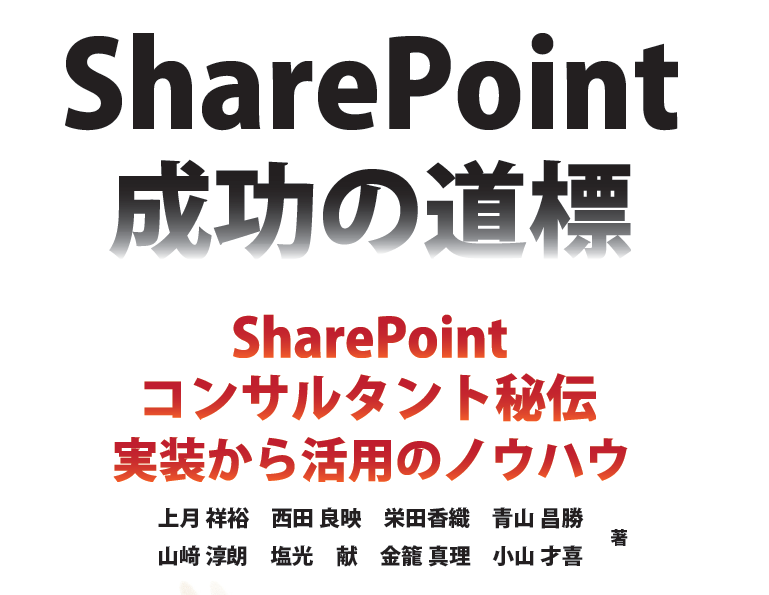 SharePoint
成功の道標
SharePoint
コンサルタント秘伝
実装から活用のノウハウ
上月 祥裕　西田 良映　栄田香織　青山 昌勝
山﨑 淳朗　塩光　献　金籠 真理　小山 才喜
著